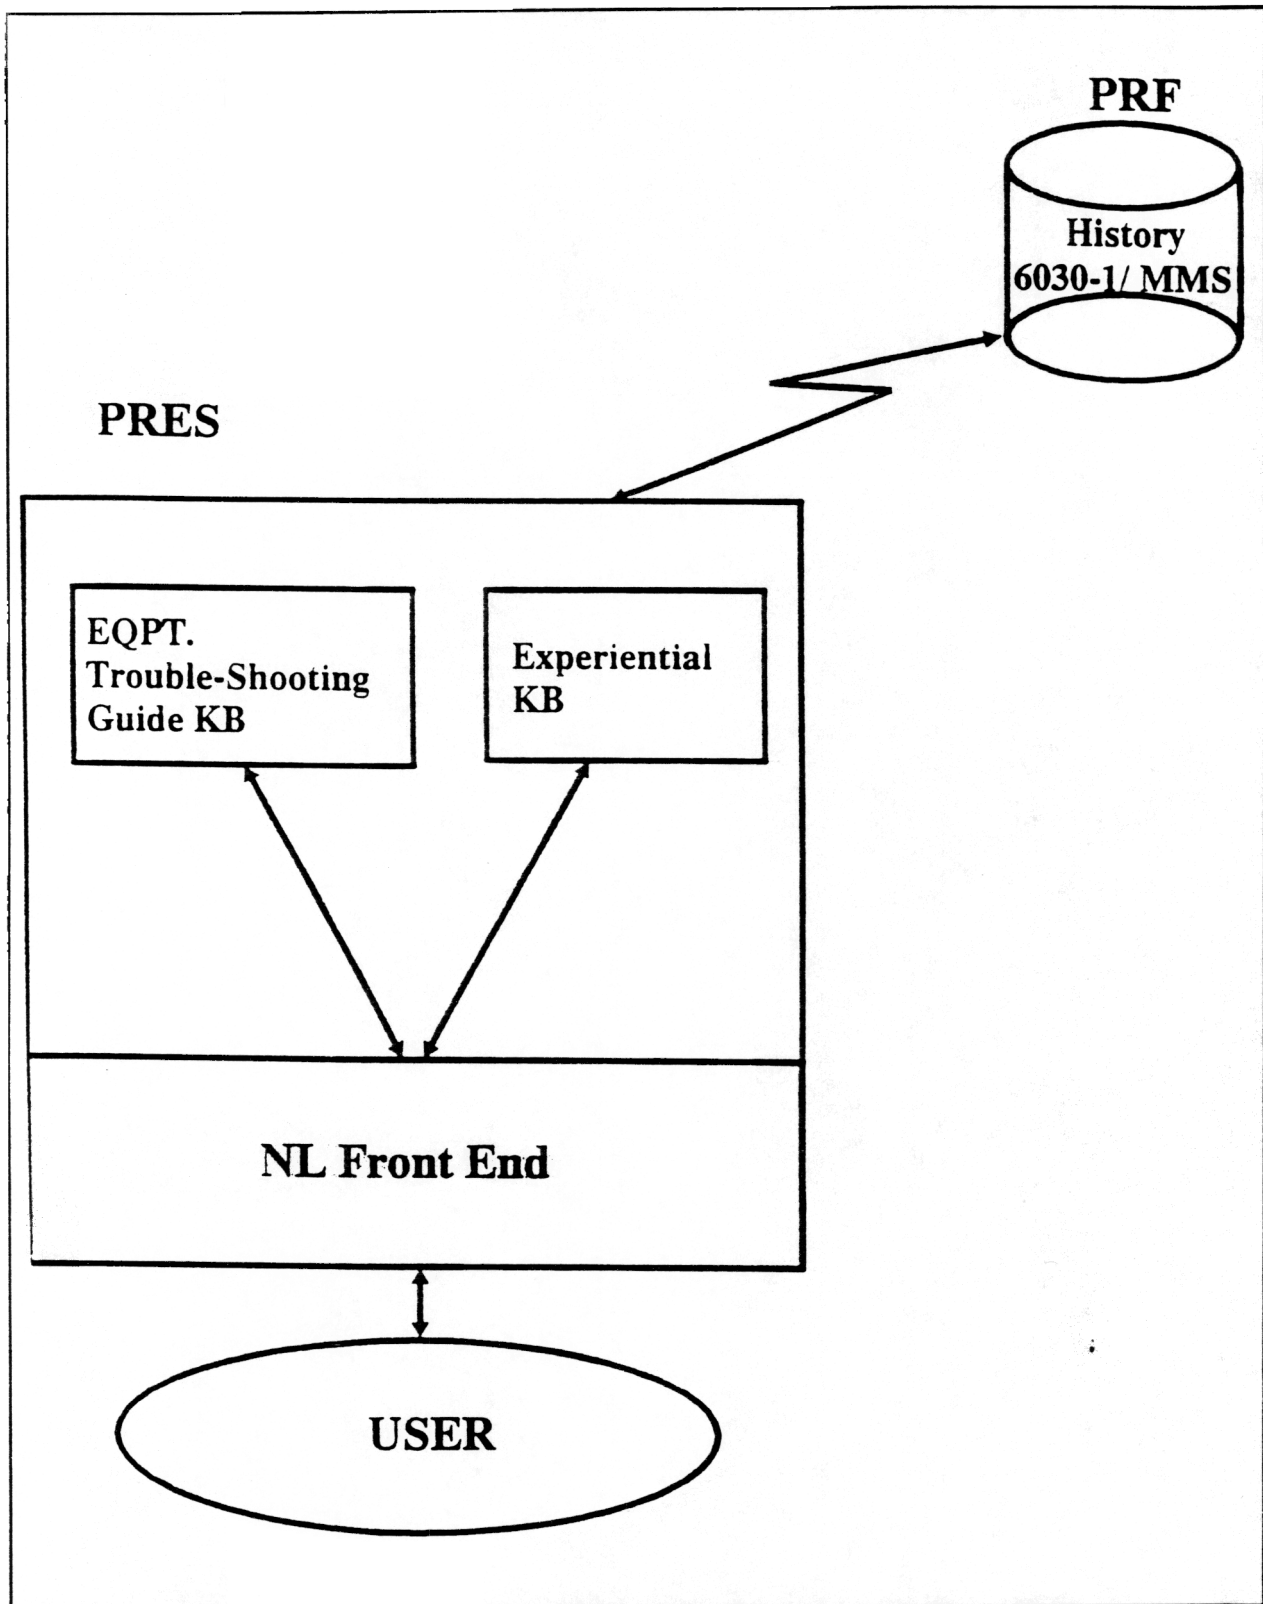 PRF
History
6030-1/ MMS
PRES
EQPT.
Trouble-Shooting
Guide KB
Experiential
KB
NL Front End
USER